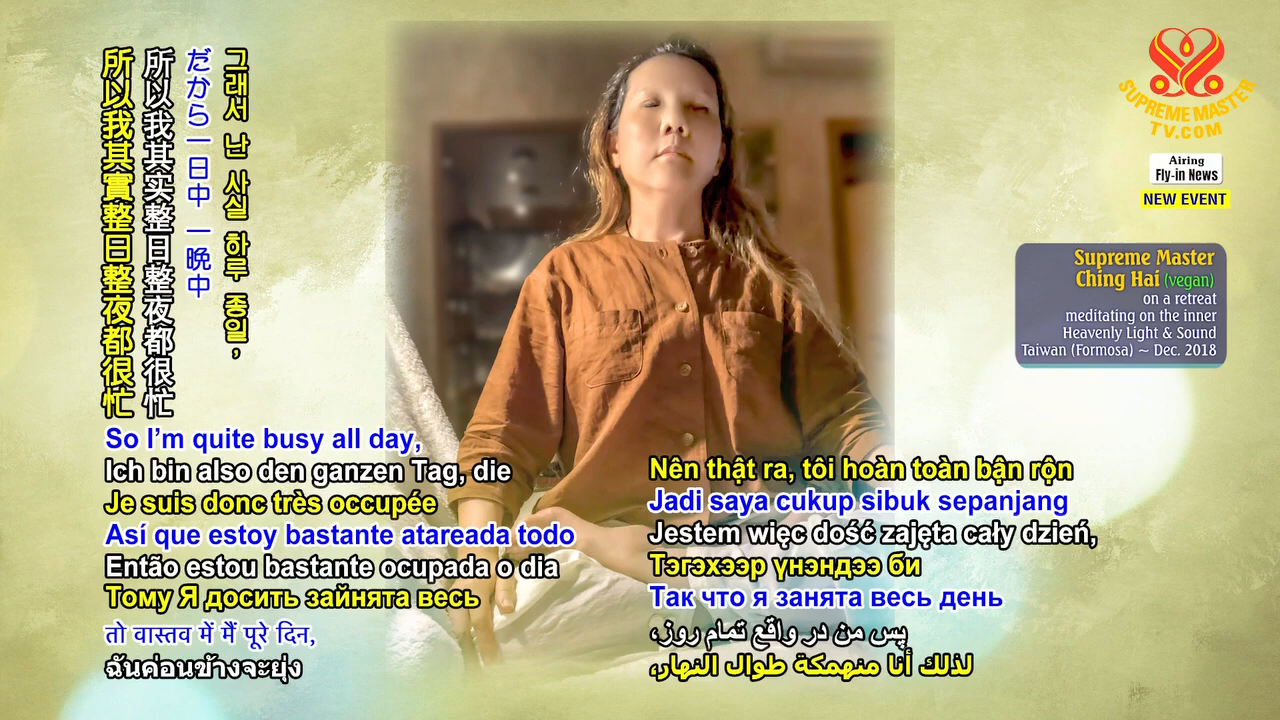 所以我其實整日整夜都很忙
所以我其实整日整夜都很忙
だから一日中 一晩中
그래서 난 사실 하루 종일,
So I'm quite busy all day,
Ich bin also den ganzen Tag, die
Je suis donc très occupée
Así que estoy bastante atareada todo
Então estou bastante ocupada o dia
Тому Я досить зайнята весь
तो वास्तव में मैं पूरे दिन,
ฉันค่อนข้างจะยุ่ง
Nên thật ra, tôi hoàn toàn bận rộn
Jadi saya cukup sibuk sepanjang
Jestem więc dość zajęta cały dzień,
Тэгэхээр үнэндээ би
Так что я занята весь день
پس من در واقع تمام روز،
لذلك أنا منهمكة طوال النهار،
SUPREME MASTER
TV.COM
Airing
Fly-in News
NEW EVENT
Supreme Master
Ching Hai (vegan)
on a retreat
meditating on the inner
Heavenly Light & Sound
Taiwan (Formosa) ~ Dec. 2018